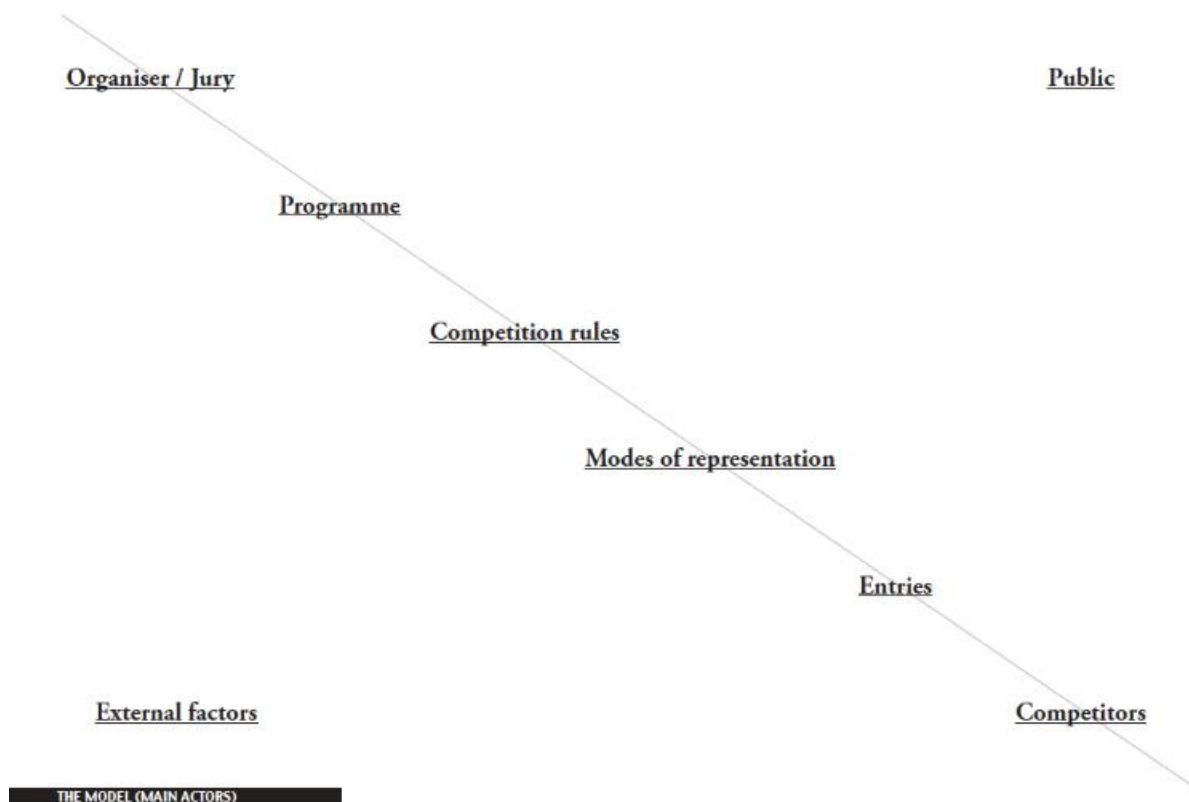 Organiser / Jury
Public
Programme
Competition rules
Modes of representation
Entries
External factors
Competitors
THE MODEL (MAIN ACTORS)